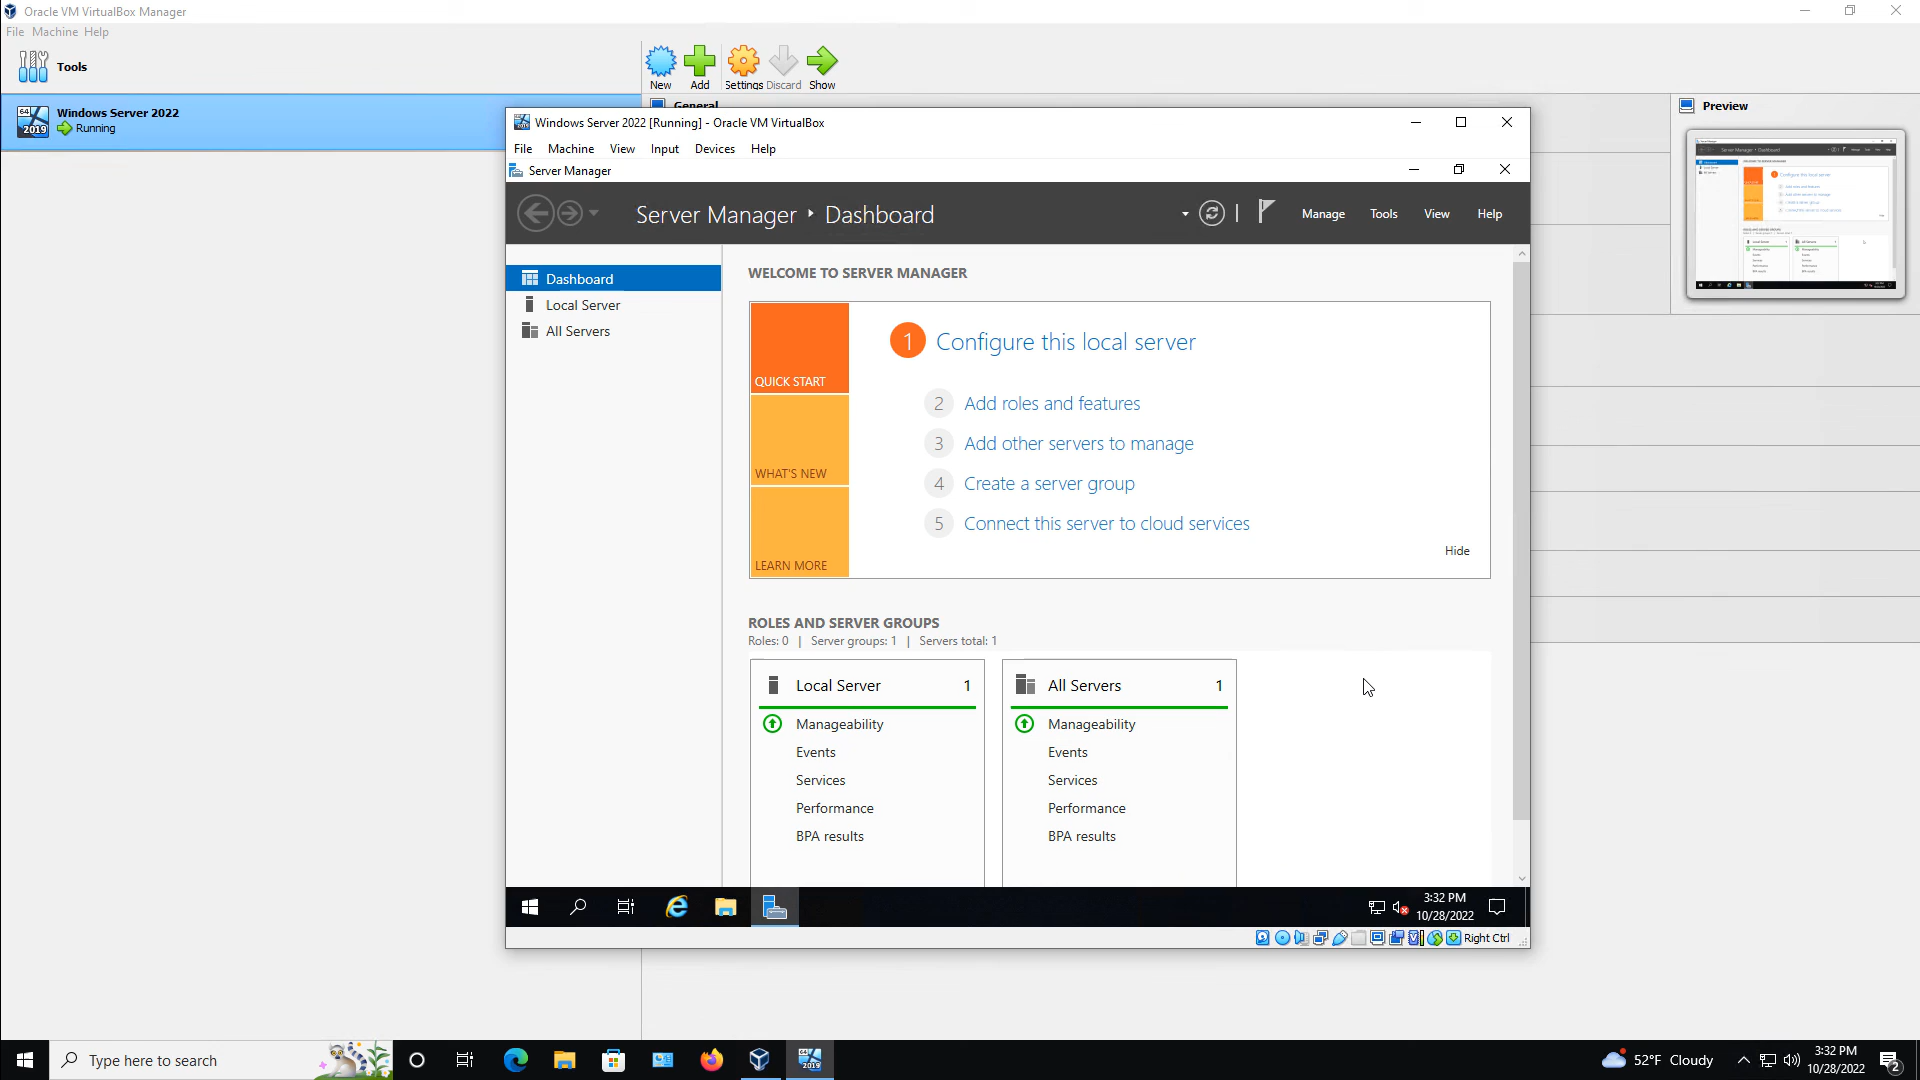 Oracle VM VirtualBox Manager
File Machine Help
Tools
New Add Settings Discard Show
64
2019
Windows Server 2022
Running
General
Preview
Windows Server 2022 [Running] - Oracle VM VirtualBox
File Machine View Input Devices Help
Server Manager
Server Manager Dashboard
Manage Tools View Help
Dashboard
Local Server
All Servers
WELCOME TO SERVER MANAGER
QUICK START
WHAT'S NEW
LEARN MORE
1 Configure this local server
2 Add roles and features
3 Add other servers to manage
4 Create a server group
5 Connect this server to cloud services
Hide
ROLES AND SERVER GROUPS
Roles: 0 | Server groups: 1 | Servers total: 1
Local Server 1
Manageability
Events
Services
Performance
BPA results
All Servers 1
Manageability
Events
Services
Performance
BPA results
3:32 PM
10/28/2022
Right Ctrl
Type here to search
64
2019
52°F Cloudy
3:32 PM
10/28/2022
2